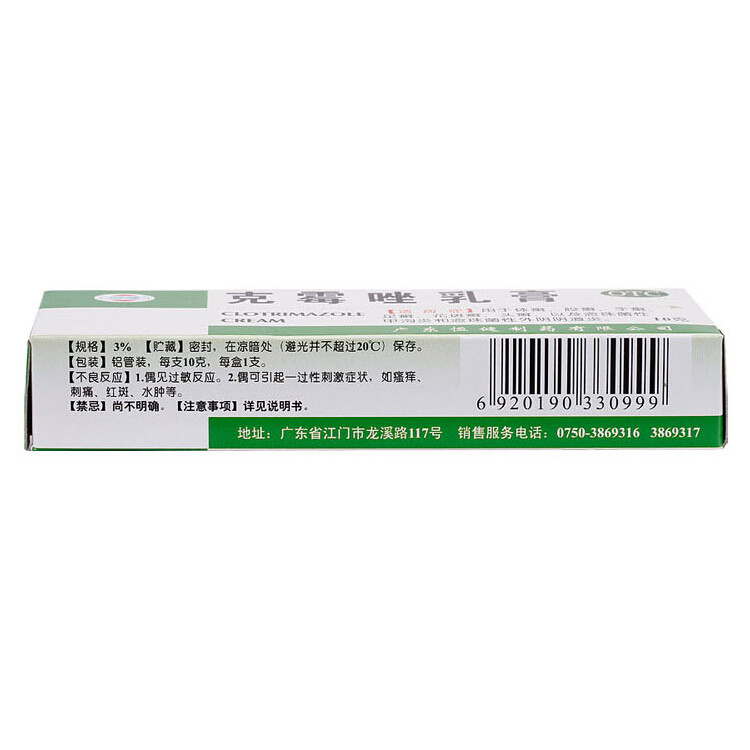 克霉唑乳膏
OTC
CLOTRIMAZOLE
CREAM
【适应症】用于体癣、股癣、手癣、
足癣、花斑癣、头癣、以及念珠菌性
甲沟炎和念珠菌性外阴阴道炎。
10克
广东恒健制药有限公司
【规格】3% 【贮藏】密封，在凉暗处（避光并不超过20℃）保存。
【包装】铝管装，每支10克，每盒1支。
【不良反应】1.偶见过敏反应。2.偶可引起一过性刺激症状，如瘙痒、
刺痛、红斑、水肿等。
【禁忌】尚不明确。【注意事项】详见说明书。
6 920190 330999
地址：广东省江门市龙溪路117号 销售服务电话：0750-3869316 3869317